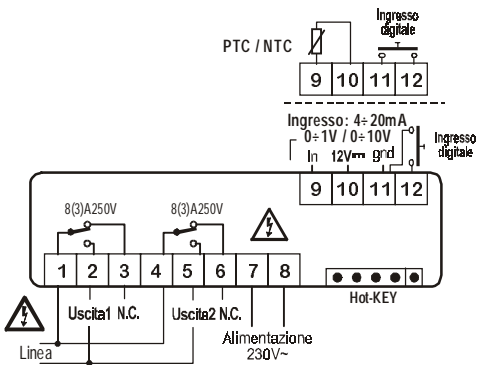 Ingresso
digitale
PTC / NTC
9 10 11 12
Ingresso: 4÷20mA
0÷1V / 0÷10V
In 12V gnd
Ingresso
digitale
9 10 11 12
8(3)A250V 8(3)A250V
1 2 3 4 5 6 7 8
Hot-KEY
Uscita1 N.C. Uscita2 N.C.
Alimentazione
230V~
Linea